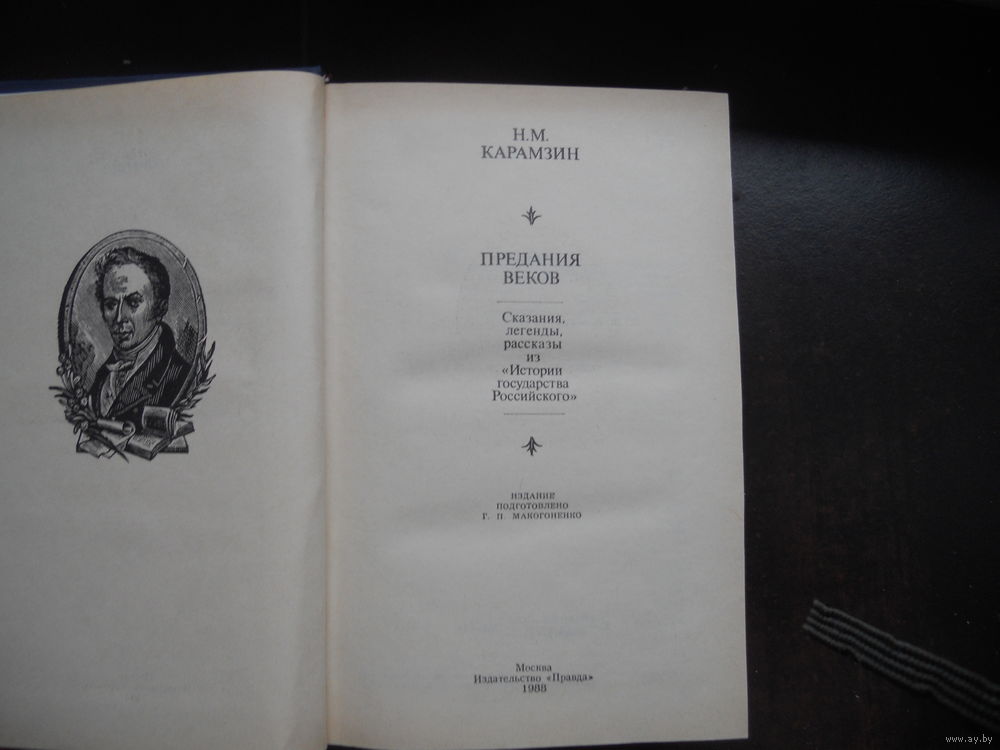 Н.М.
КАРАМЗИН
ПРЕДАНИЯ
ВЕКОВ
Сказания,
легенды,
рассказы
из
«Истории
государства
Российского»
ИЗДАНИЕ
ПОДГОТОВЛЕНО
Г. П. МАКОГОНЕНКО
Москва
Издательство «Правда»
1988
www.ay.by